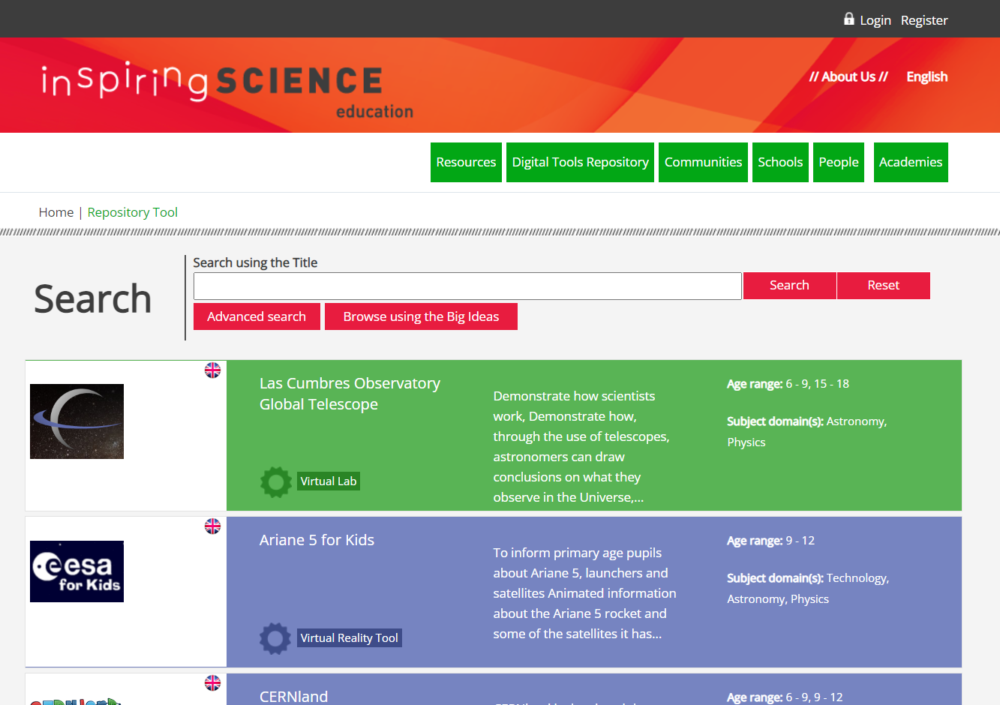 Login Register
inspiring SCIENCE
education
// About Us // English
Resources Digital Tools Repository Communities Schools People Academies
Home | Repository Tool
Search
Search using the Title
Search Reset
Advanced search Browse using the Big Ideas
Las Cumbres Observatory
Global Telescope
Virtual Lab
Demonstrate how scientists
work, Demonstrate how,
through the use of telescopes,
astronomers can draw
conclusions on what they
observe in the Universe,...
Age range: 6 - 9, 15 - 18
Subject domain(s): Astronomy,
Physics
esa
for Kids
Ariane 5 for Kids
Virtual Reality Tool
To inform primary age pupils
about Ariane 5, launchers and
satellites Animated information
about the Ariane 5 rocket and
some of the satellites it has...
Age range: 9 - 12
Subject domain(s): Technology,
Astronomy, Physics
CERNland
Age range: 6 - 9, 9 - 12